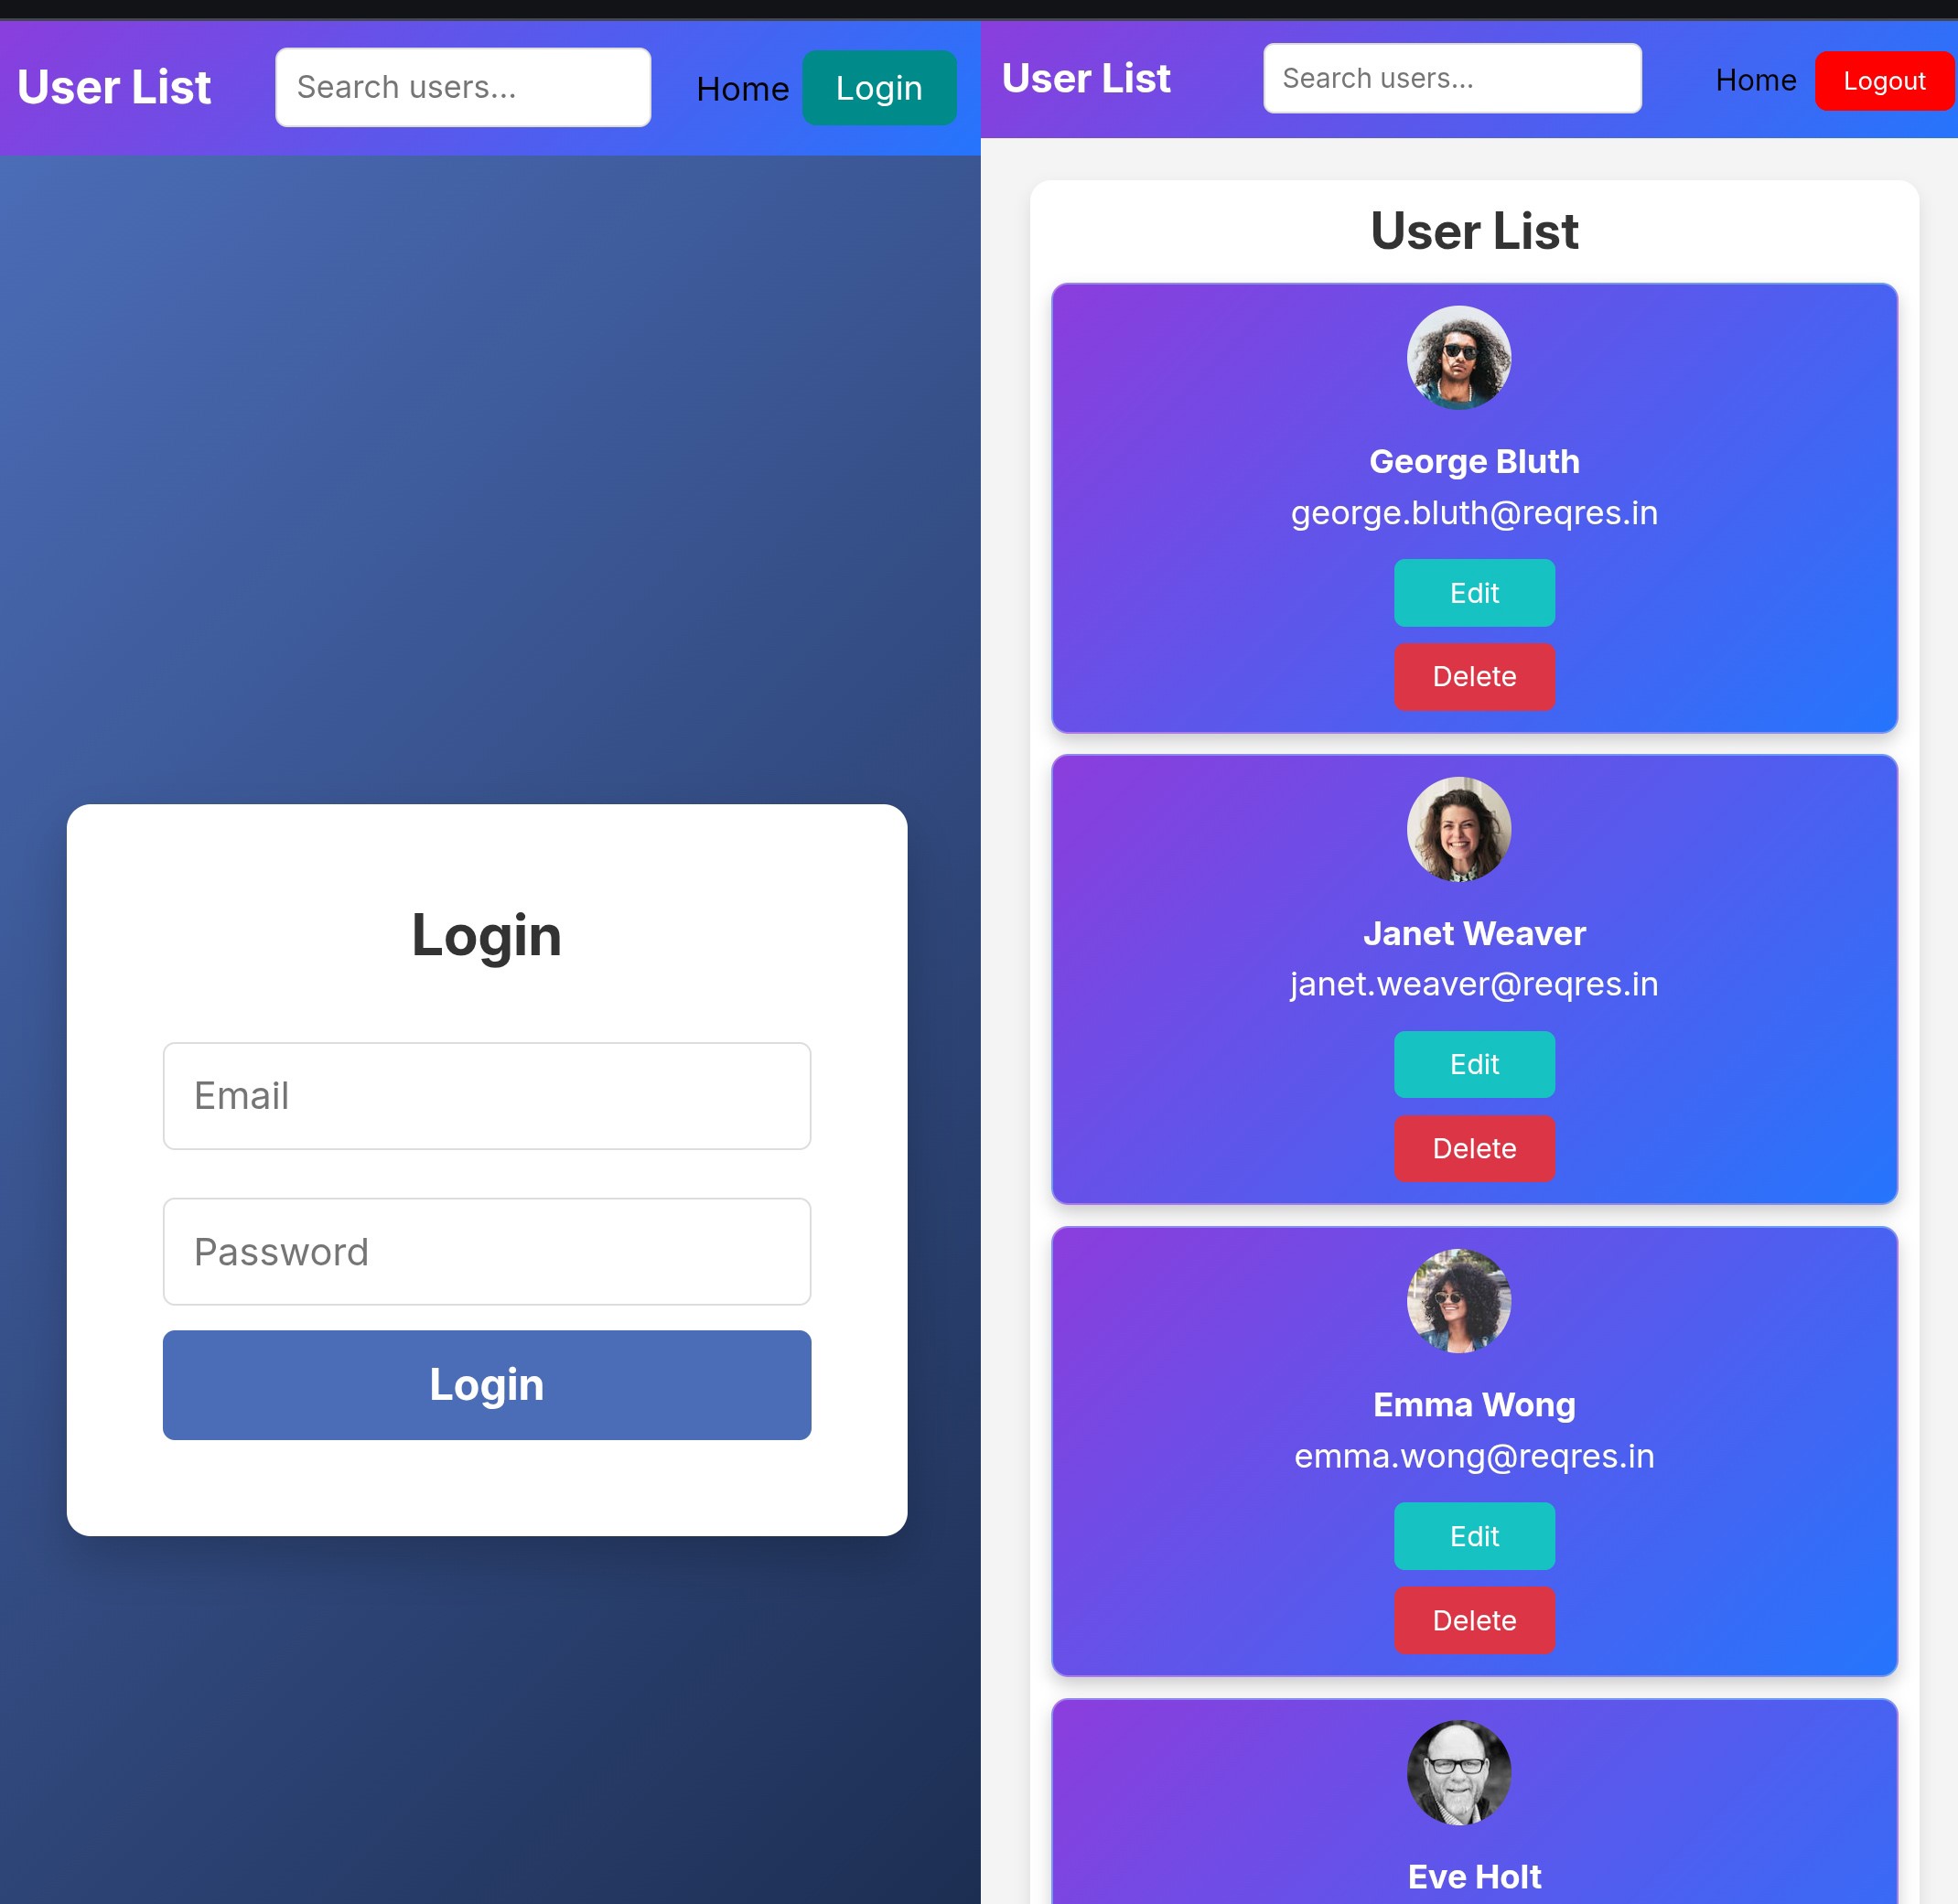 User List
Search users...
Home
Login
Login
Email
Password
Login
User List
Search users...
Home
Logout
User List
George Bluth
george.bluth@reqres.in
Edit
Delete
Janet Weaver
janet.weaver@reqres.in
Edit
Delete
Emma Wong
emma.wong@reqres.in
Edit
Delete
Eve Holt